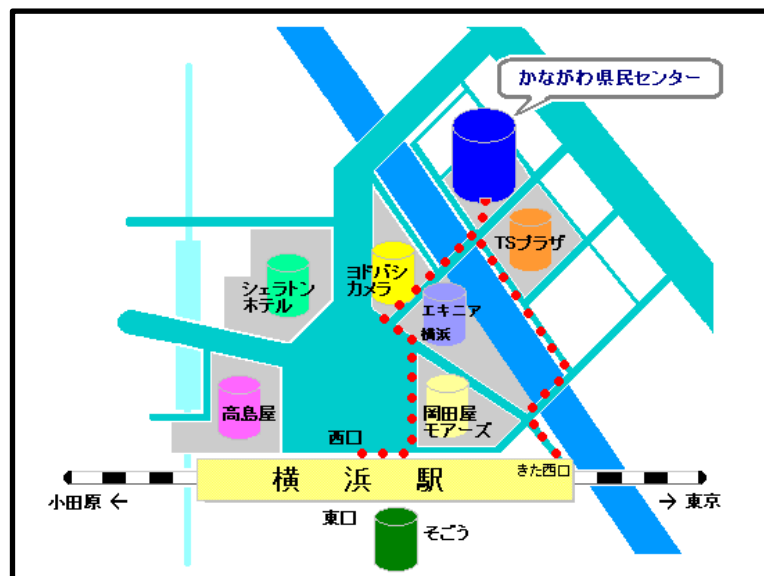 かながわ県民センター
TSプラザ
ヨドバシ
カメラ
シェラトン
ホテル
エキニア
横浜
高島屋
岡田屋
モアーズ
西口
きた西口
横浜駅
小田原 ←
→ 東京
東口
そごう